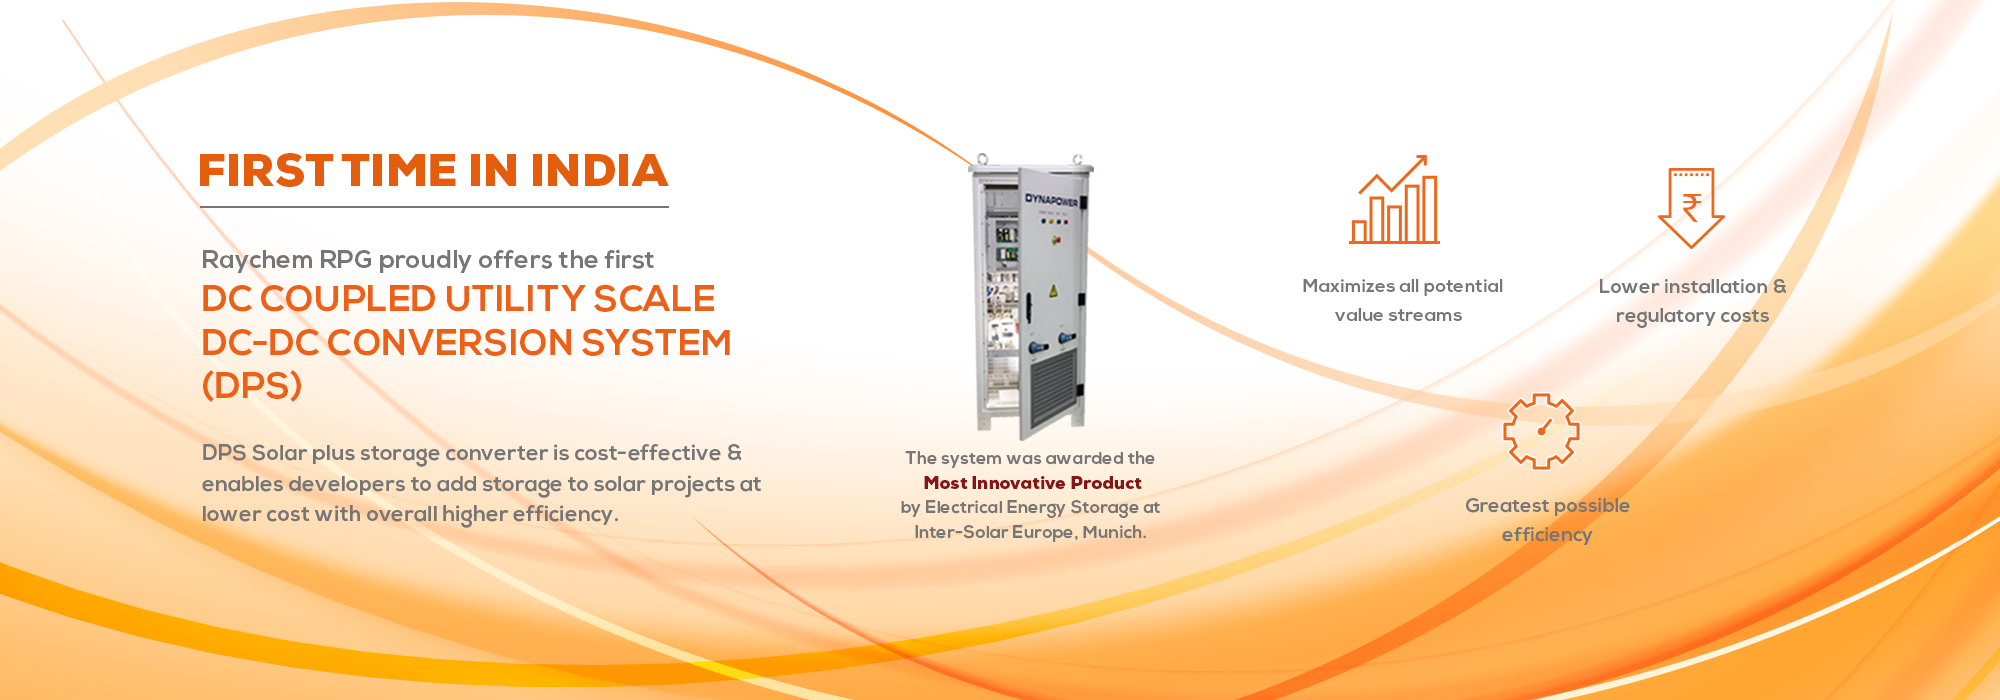 FIRST TIME IN INDIA
Raychem RPG proudly offers the first
DC COUPLED UTILITY SCALE
DC-DC CONVERSION SYSTEM
(DPS)
DPS Solar plus storage converter is cost-effective &
enables developers to add storage to solar projects at
lower cost with overall higher efficiency.
DYNAPOWER
The system was awarded the
Most Innovative Product
by Electrical Energy Storage at
Inter-Solar Europe, Munich.
Maximizes all potential
value streams
₹
Lower installation &
regulatory costs
Greatest possible
efficiency